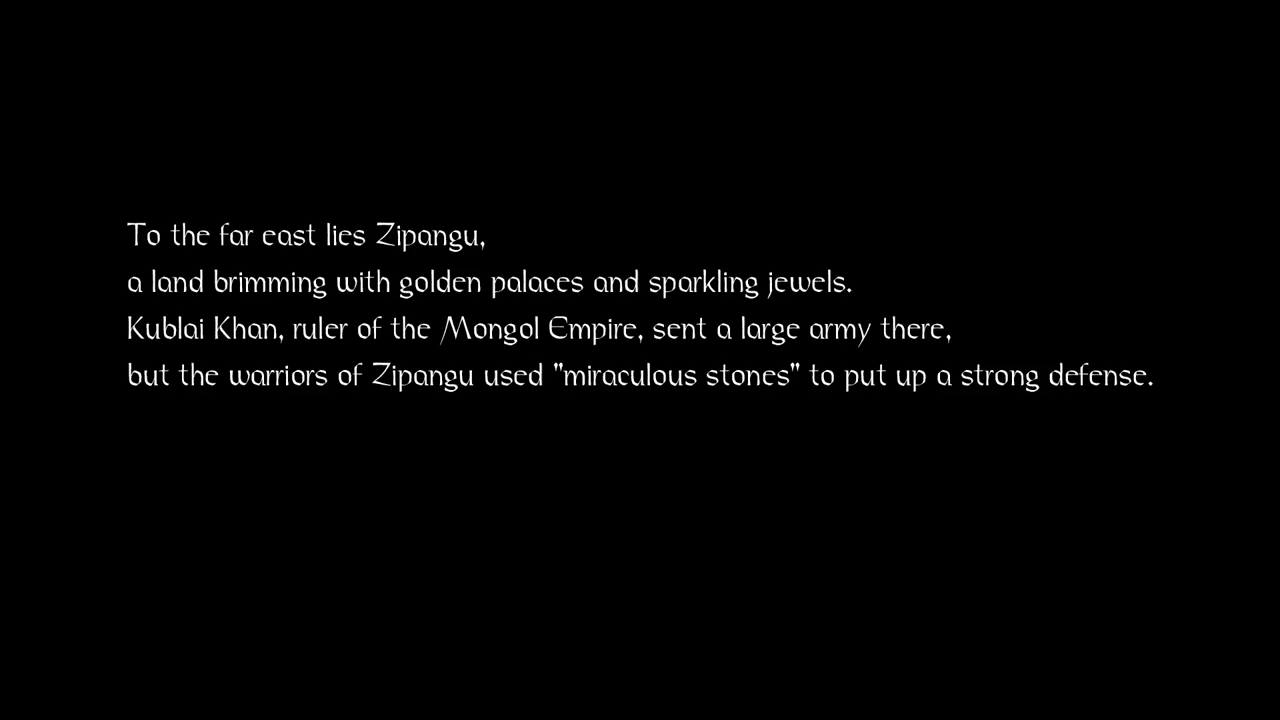 To the far east lies Zipangu,
a land brimming with golden palaces and sparkling jewels.
Kublai Khan, ruler of the Mongol Empire, sent a large army there,
but the warriors of Zipangu used "miraculous stones" to put up a strong defense.